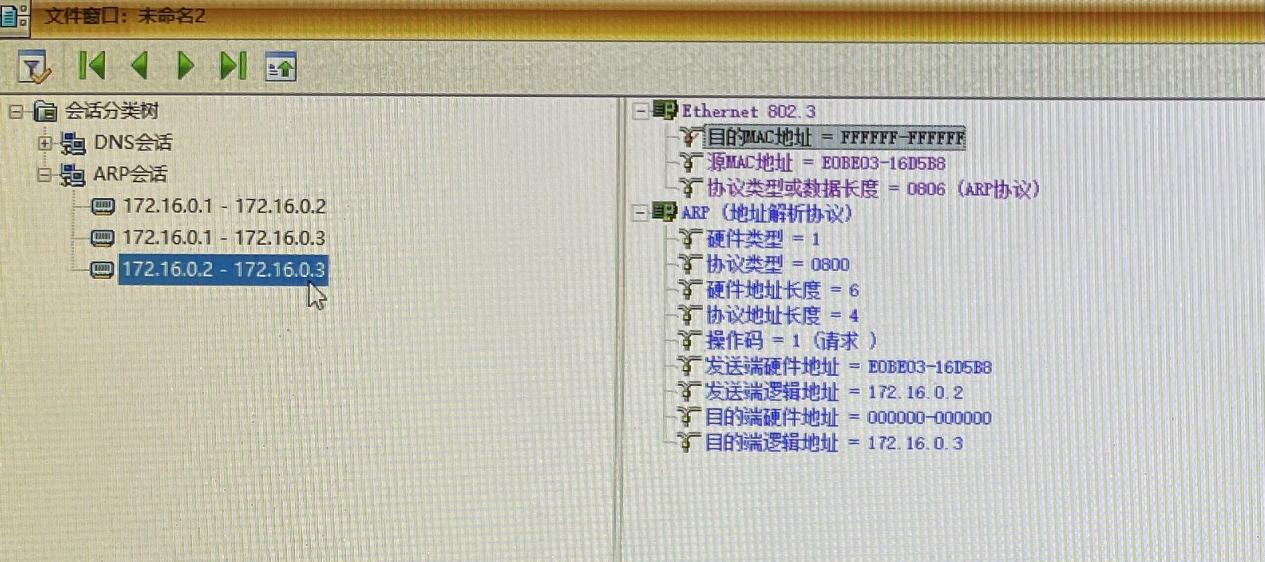 文件窗口: 未命名2
会话分类树
DNS会话
ARP会话
172.16.0.1 - 172.16.0.2
172.16.0.1 - 172.16.0.3
172.16.0.2 - 172.16.0.3
Ethernet 802.3
目的MAC地址 = FFFFFF-FFFFFF
源MAC地址 = E0BE03-16D5B8
协议类型或数据长度 = 0806 (ARP协议)
ARP (地址解析协议)
硬件类型 = 1
协议类型 = 0800
硬件地址长度 = 6
协议地址长度 = 4
操作码 = 1 (请求 )
发送端硬件地址 = E0BE03-16D5B8
发送端逻辑地址 = 172.16.0.2
目的端硬件地址 = 000000-000000
目的端逻辑地址 = 172.16.0.3